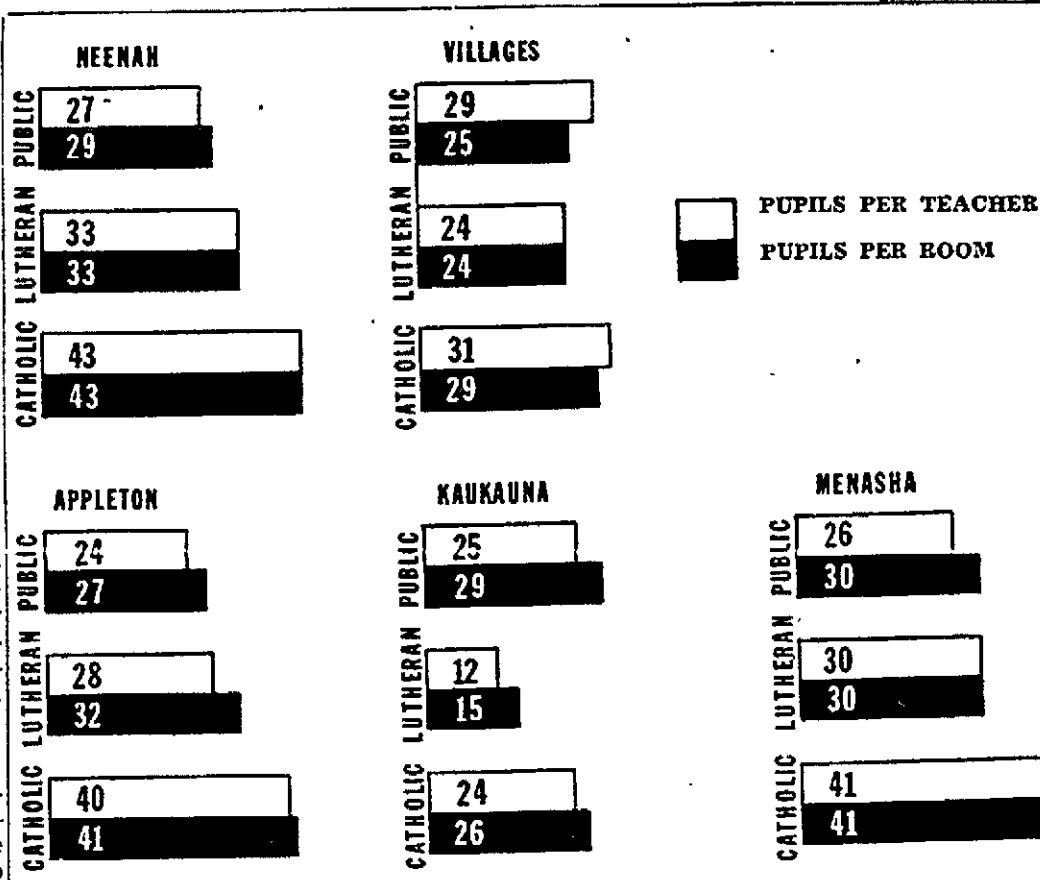 NEENAH
PUBLIC
27
29
LUTHERAN
33
33
CATHOLIC
43
43
VILLAGES
PUBLIC
29
25
LUTHERAN
24
24
CATHOLIC
31
29
PUPILS PER TEACHER
PUPILS PER ROOM
APPLETON
PUBLIC
24
27
LUTHERAN
28
32
CATHOLIC
40
41
KAUKAUNA
PUBLIC
25
29
LUTHERAN
12
15
CATHOLIC
24
26
MENASHA
PUBLIC
26
30
LUTHERAN
30
30
CATHOLIC
41
41